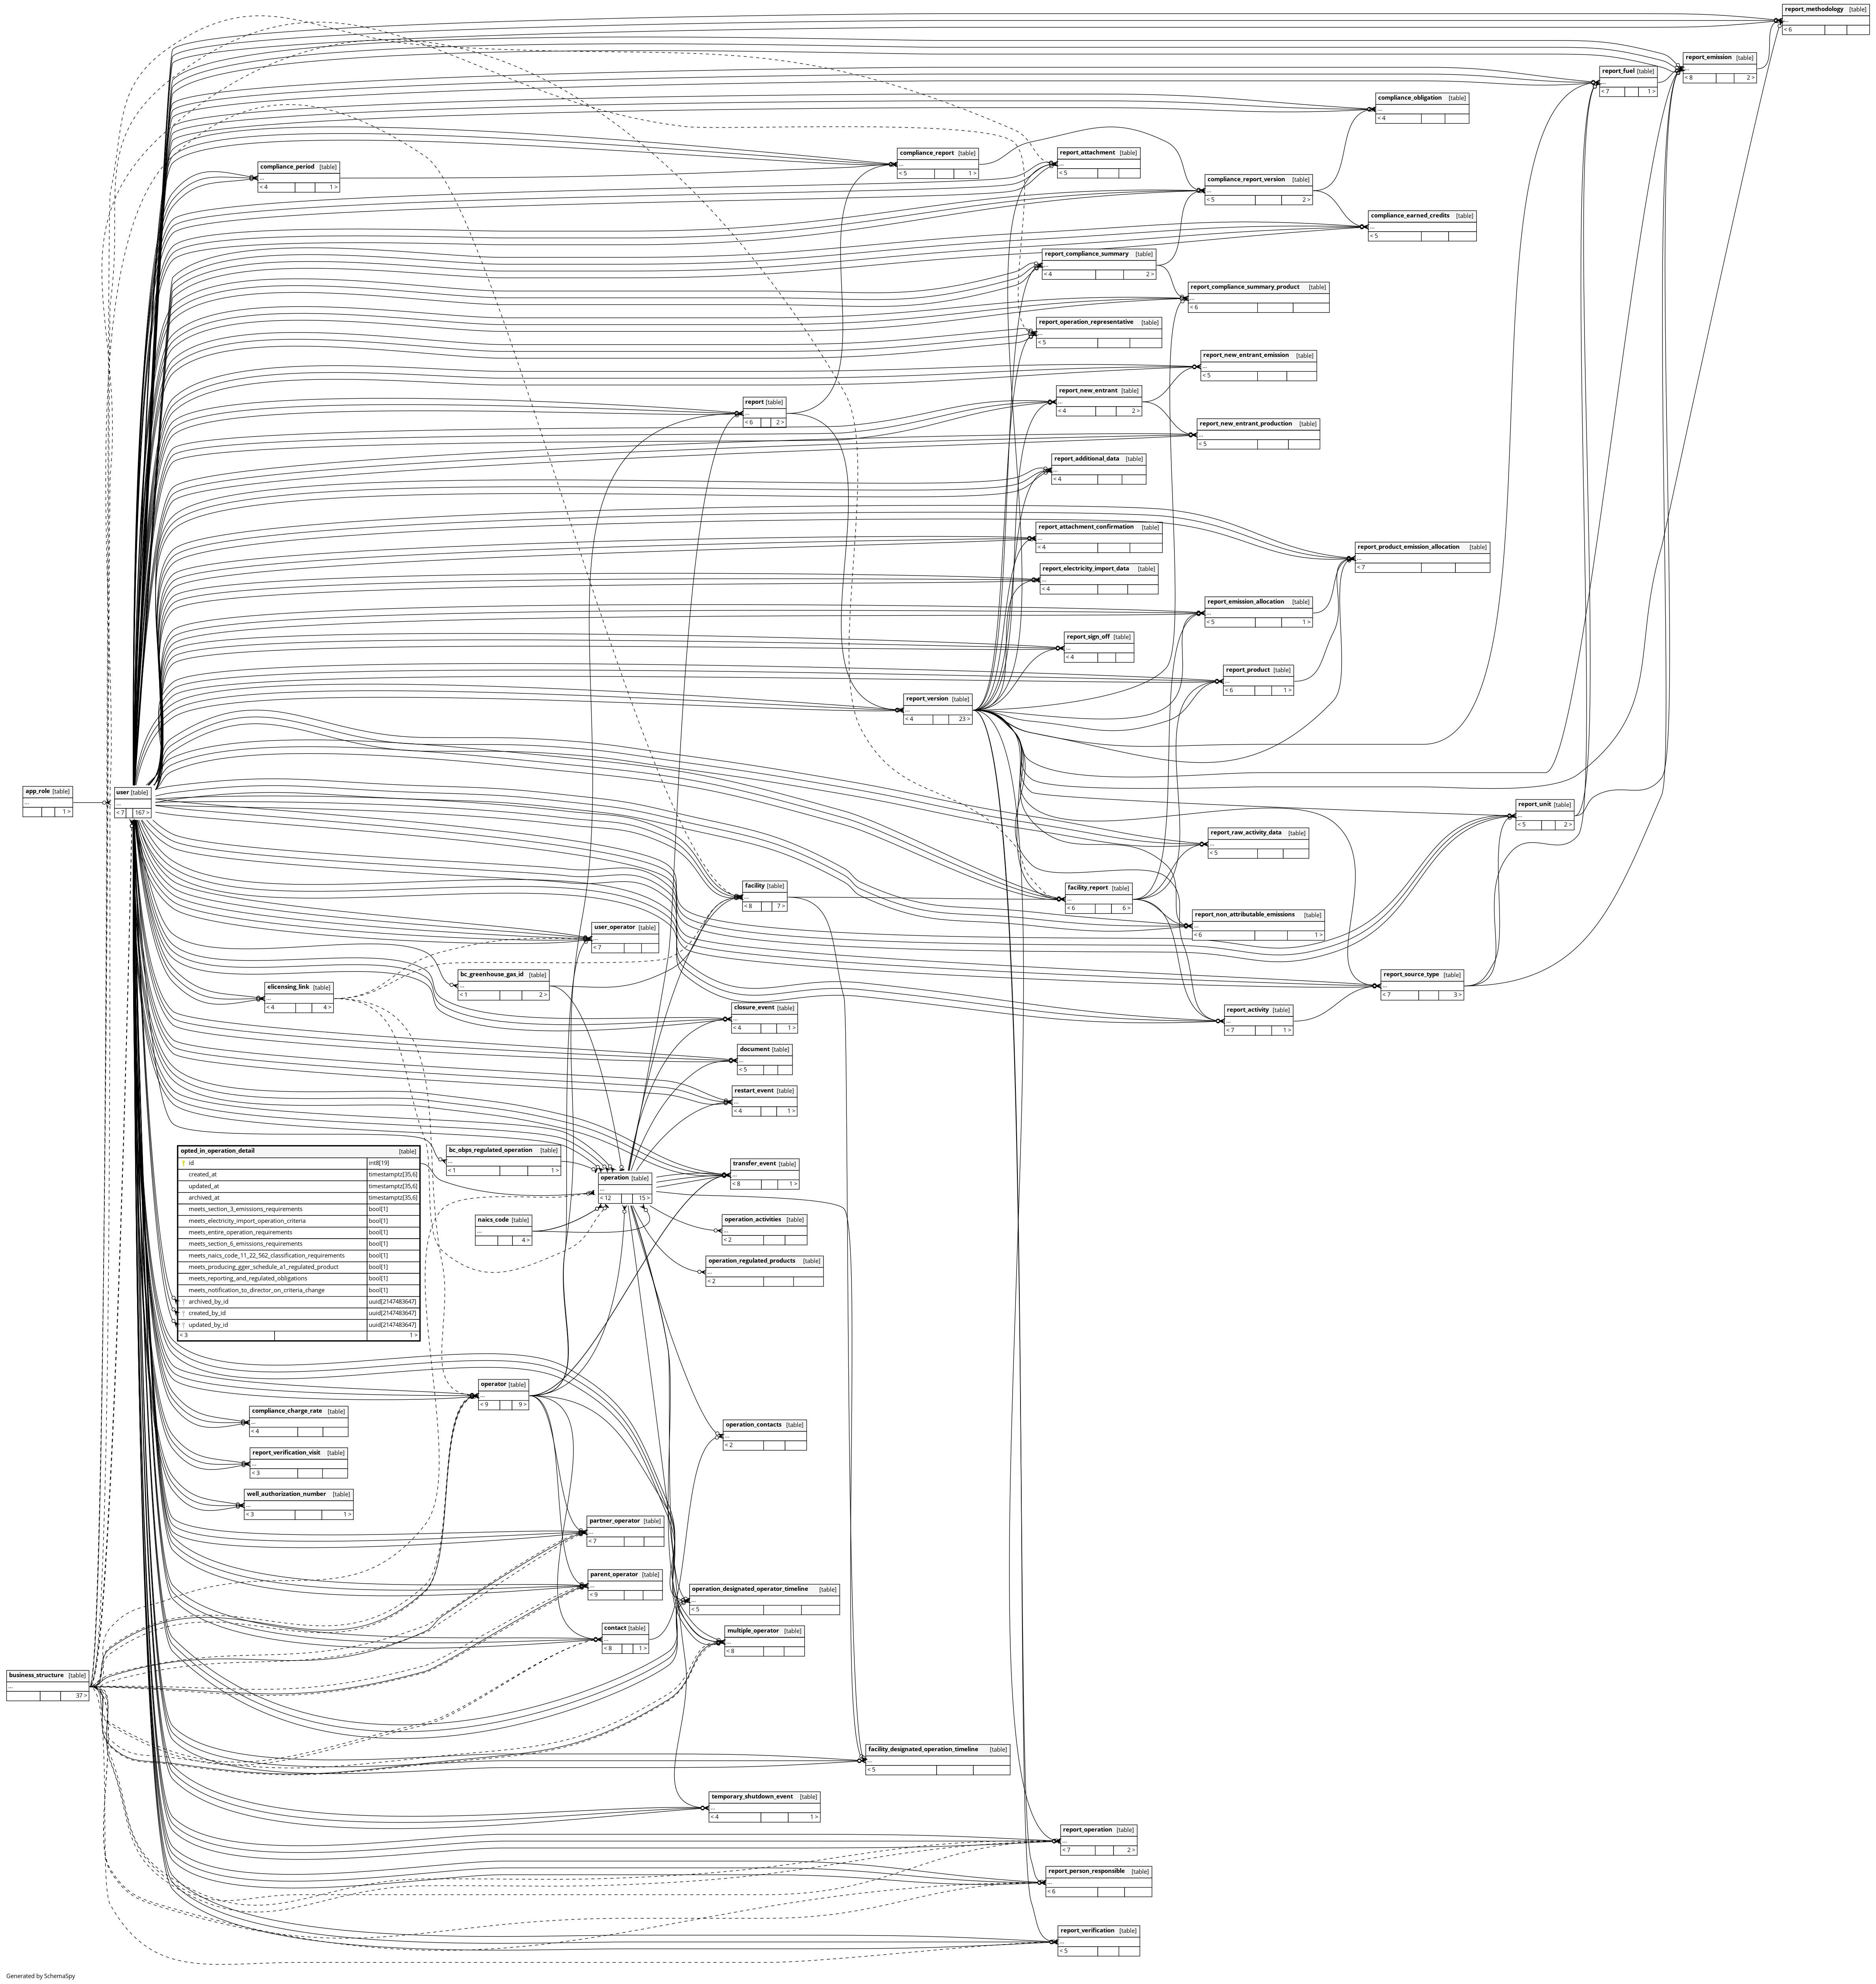 report_methodology [table]
...
< 6
report_emission [table]
...
< 8 2 >
report_fuel [table]
...
< 7 1 >
compliance_obligation [table]
...
< 4
compliance_report [table]
...
< 5 1 >
report_attachment [table]
...
< 5
compliance_period [table]
...
< 4 1 >
compliance_report_version [table]
...
< 5 2 >
compliance_earned_credits [table]
...
< 5
report_compliance_summary [table]
...
< 4 2 >
report_compliance_summary_product [table]
...
< 6
report_operation_representative [table]
...
< 5
report_new_entrant_emission [table]
...
< 5
report_new_entrant [table]
...
< 4 2 >
report [table]
...
< 6 2 >
report_new_entrant_production [table]
...
< 5
report_additional_data [table]
...
< 4
report_attachment_confirmation [table]
...
< 4
report_product_emission_allocation [table]
...
< 7
report_electricity_import_data [table]
...
< 4
report_emission_allocation [table]
...
< 5 1 >
report_sign_off [table]
...
< 4
report_product [table]
...
< 6 1 >
report_version [table]
...
< 4 23 >
app_role [table]
...
1 >
user [table]
...
< 7 167 >
report_unit [table]
...
< 5 2 >
report_raw_activity_data [table]
...
< 5
facility [table]
...
< 8 7 >
facility_report [table]
...
< 6 6 >
report_non_attributable_emissions [table]
...
< 6 1 >
user_operator [table]
...
< 7
bc_greenhouse_gas_id [table]
...
< 1 2 >
report_source_type [table]
...
< 7 3 >
elicensing_link [table]
...
< 4 4 >
closure_event [table]
...
< 4 1 >
report_activity [table]
...
< 7 1 >
document [table]
...
< 5
restart_event [table]
...
< 4 1 >
opted_in_operation_detail [table]
id int8[19]
created_at timestamptz[35,6]
updated_at timestamptz[35,6]
archived_at timestamptz[35,6]
meets_section_3_emissions_requirements bool[1]
meets_electricity_import_operation_criteria bool[1]
meets_entire_operation_requirements bool[1]
meets_section_6_emissions_requirements bool[1]
meets_naics_code_11_22_562_classification_requirements bool[1]
meets_producing_gger_schedule_a1_regulated_product bool[1]
meets_reporting_and_regulated_obligations bool[1]
meets_notification_to_director_on_criteria_change bool[1]
archived_by_id uuid[2147483647]
created_by_id uuid[2147483647]
updated_by_id uuid[2147483647]
< 3 1 >
bc_obps_regulated_operation [table]
...
< 1 1 >
transfer_event [table]
...
< 8 1 >
operation [table]
...
< 12 15 >
naics_code [table]
...
4 >
operation_activities [table]
...
< 2
operation_regulated_products [table]
...
< 2
operator [table]
...
< 9 9 >
compliance_charge_rate [table]
...
< 4
operation_contacts [table]
...
< 2
report_verification_visit [table]
...
< 3
well_authorization_number [table]
...
< 3 1 >
partner_operator [table]
...
< 7
parent_operator [table]
...
< 9
operation_designated_operator_timeline [table]
...
< 5
contact [table]
...
< 8 1 >
multiple_operator [table]
...
< 8
business_structure [table]
...
37 >
facility_designated_operation_timeline [table]
...
< 5
temporary_shutdown_event [table]
...
< 4 1 >
report_operation [table]
...
< 7 2 >
report_person_responsible [table]
...
< 6
report_verification [table]
...
< 5
Generated by SchemaSpy